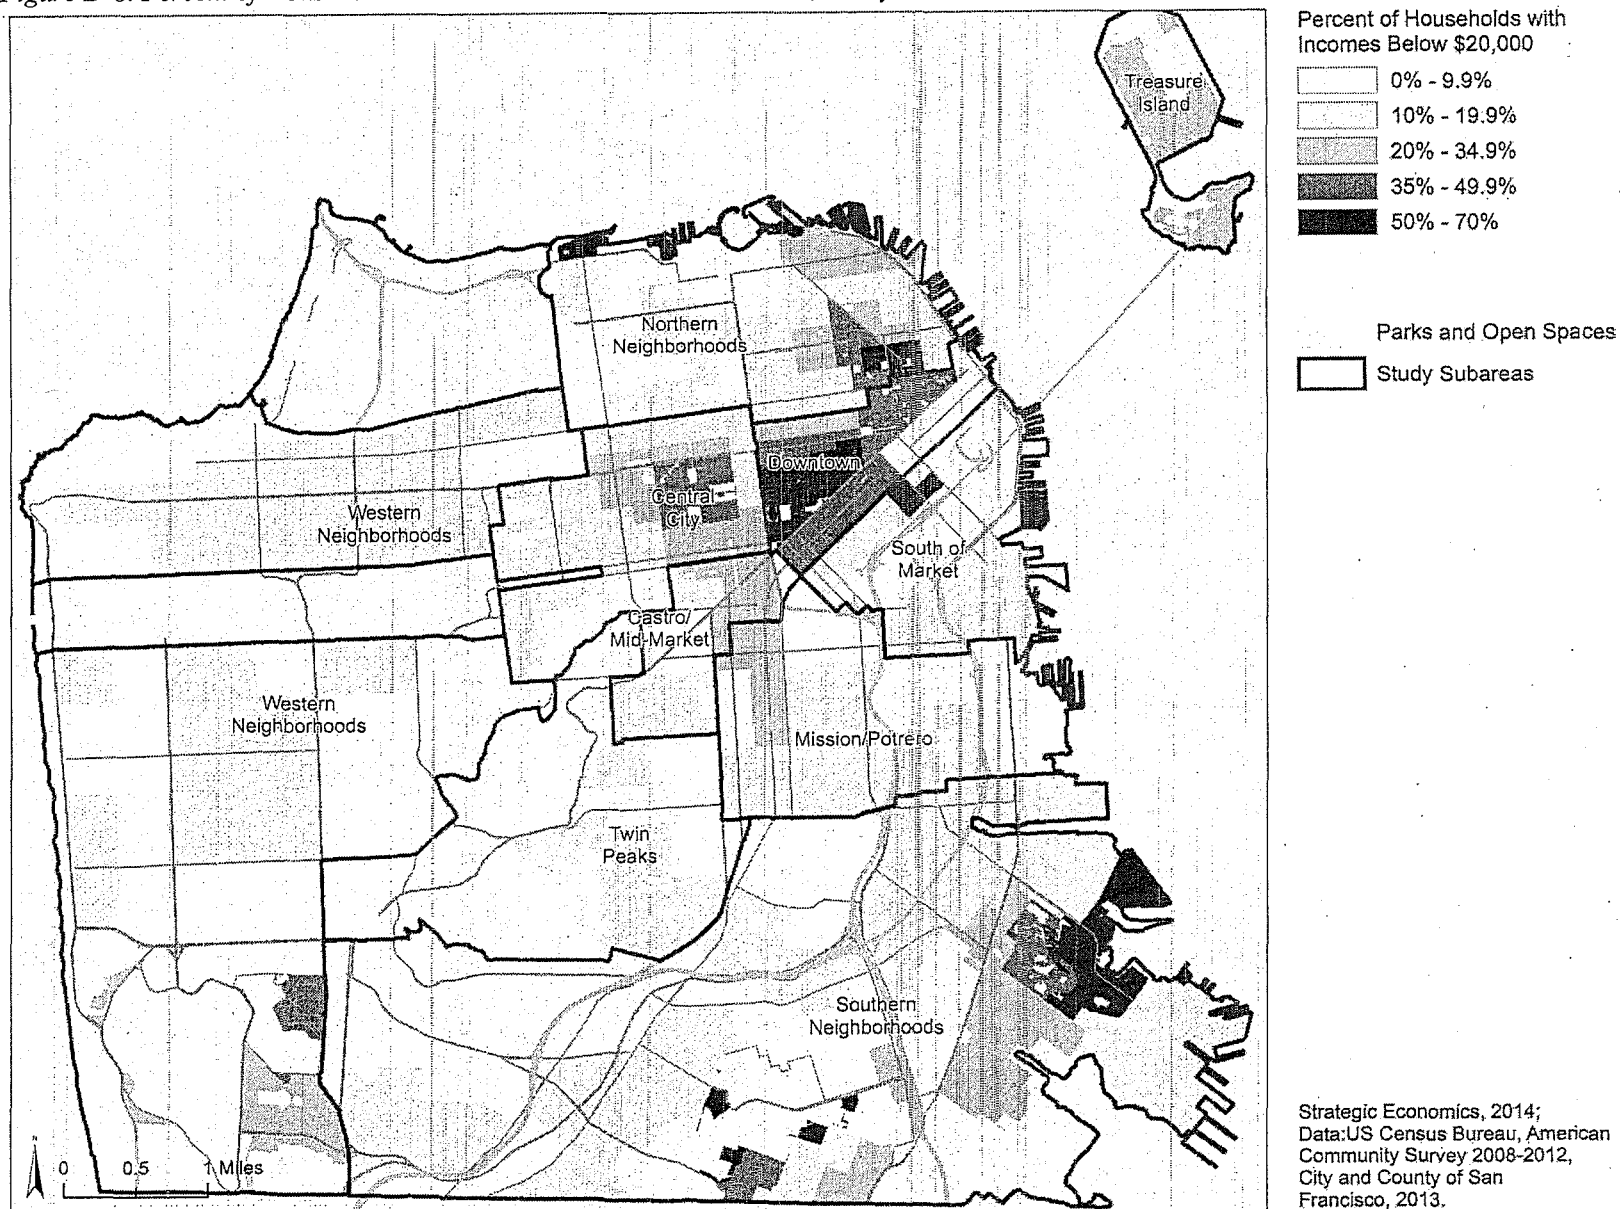 Percent of Households with
Incomes Below $20,000
0% - 9.9%
10% - 19.9%
20% - 34.9%
35% - 49.9%
50% - 70%
Parks and Open Spaces
Study Subareas
Treasure
Island
Northern
Neighborhoods
Downtown
Central
City
Western
Neighborhoods
South of
Market
Castro/
Mid-Market
Western
Neighborhoods
Mission/Potrero
Twin
Peaks
Southern
Neighborhoods
N
0 0.5 1 Miles
Strategic Economics, 2014;
Data:US Census Bureau, American
Community Survey 2008-2012,
City and County of San
Francisco, 2013.